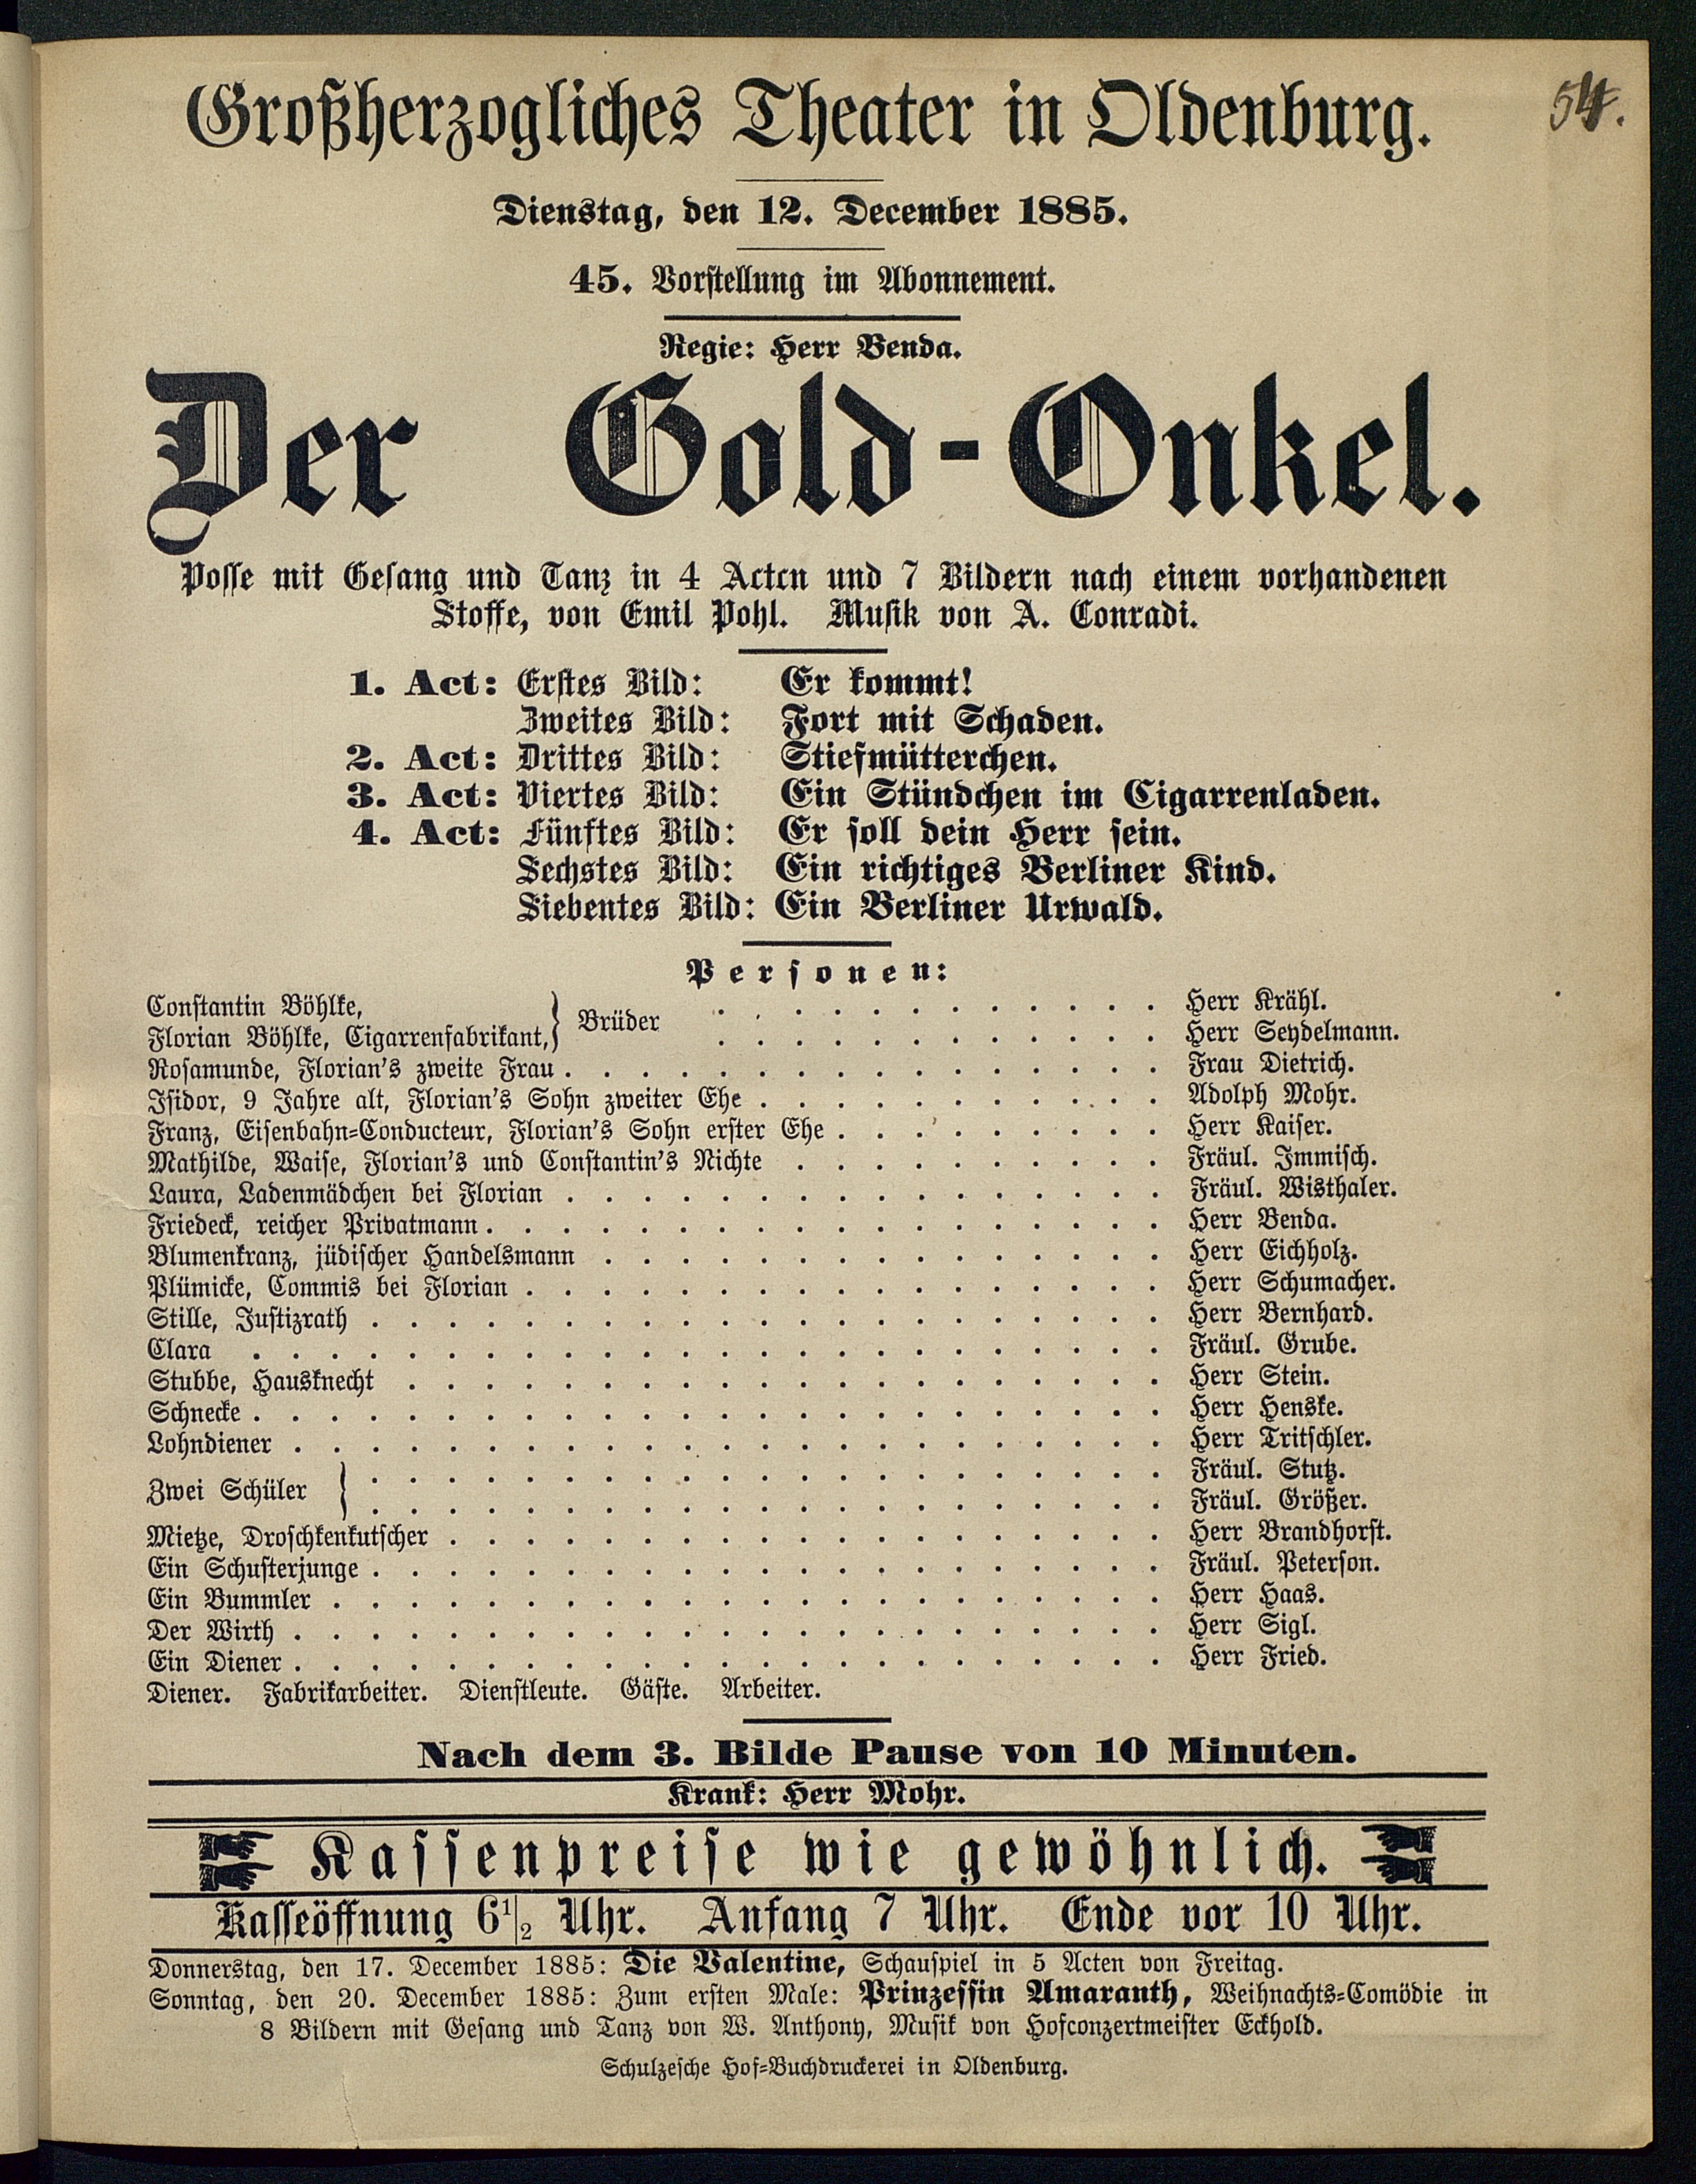 Großherzogliches Theater in Oldenburg.
54.
Dienstag, den 12. December 1885.
45. Vorstellung im Abonnement.
Regie: Herr Benda.
Der Gold-Onkel.
Posse mit Gesang und Tanz in 4 Acten und 7 Bildern nach einem vorhandenen
Stoffe, von Emil Pohl. Musik von A. Conradi.
1. Act: Erstes Bild: Er kommt!
Zweites Bild: Fort mit Schaden.
2. Act: Drittes Bild: Stiefmütterchen.
3. Act: Viertes Bild: Ein Stündchen im Cigarrenladen.
4. Act: Fünftes Bild: Er soll dein Herr sein.
Sechstes Bild: Ein richtiges Berliner Kind.
Siebentes Bild: Ein Berliner Urwald.
Personen:
Constantin Böhlke, } Brüder . . . . . . . . . . . . Herr Krähl.
Florian Böhlke, Cigarrenfabrikant, } . . . . . . . . . . . . Herr Seydelmann.
Rosamunde, Florian's zweite Frau . . . . . . . . . . . . . . . . Frau Dietrich.
Isidor, 9 Jahre alt, Florian's Sohn zweiter Ehe . . . . . . . . . . . Adolph Mohr.
Franz, Eisenbahn-Conducteur, Florian's Sohn erster Ehe . . . . . . . . . Herr Kaiser.
Mathilde, Waise, Florian's und Constantin's Nichte . . . . . . . . . . Fräul. Immisch.
Laura, Ladenmädchen bei Florian . . . . . . . . . . . . . . . . Fräul. Wisthaler.
Friedeck, reicher Privatmann . . . . . . . . . . . . . . . . . . Herr Benda.
Blumenkranz, jüdischer Handelsmann . . . . . . . . . . . . . . . Herr Eichholz.
Plümicke, Commis bei Florian . . . . . . . . . . . . . . . . . Herr Schumacher.
Stille, Justizrath . . . . . . . . . . . . . . . . . . . . . Herr Bernhard.
Clara . . . . . . . . . . . . . . . . . . . . . . . . Fräul. Grube.
Stubbe, Hausknecht . . . . . . . . . . . . . . . . . . . . Herr Stein.
Schnecke . . . . . . . . . . . . . . . . . . . . . . . . Herr Henske.
Lohndiener . . . . . . . . . . . . . . . . . . . . . . . Herr Tritschler.
Zwei Schüler } . . . . . . . . . . . . . . . . . . . . . Fräul. Stutz.
. . . . . . . . . . . . . . . . . . . . . Fräul. Größer.
Mietze, Droschkenkutscher . . . . . . . . . . . . . . . . . . . Herr Brandhorst.
Ein Schusterjunge . . . . . . . . . . . . . . . . . . . . . Fräul. Peterson.
Ein Bummler . . . . . . . . . . . . . . . . . . . . . . Herr Haas.
Der Wirth . . . . . . . . . . . . . . . . . . . . . . . Herr Sigl.
Ein Diener . . . . . . . . . . . . . . . . . . . . . . . Herr Fried.
Diener. Fabrikarbeiter. Dienstleute. Gäste. Arbeiter.
Nach dem 3. Bilde Pause von 10 Minuten.
Krank: Herr Mohr.
Kassenpreise wie gewöhnlich.
Kasseöffnung 6 1/2 Uhr. Anfang 7 Uhr. Ende vor 10 Uhr.
Donnerstag, den 17. December 1885: Die Valentine, Schauspiel in 5 Acten von Freitag.
Sonntag, den 20. December 1885: Zum ersten Male: Prinzessin Amaranth, Weihnachts-Comödie in
8 Bildern mit Gesang und Tanz von W. Anthony, Musik von Hofconzertmeister Eckhold.
Schulzesche Hof-Buchdruckerei in Oldenburg.